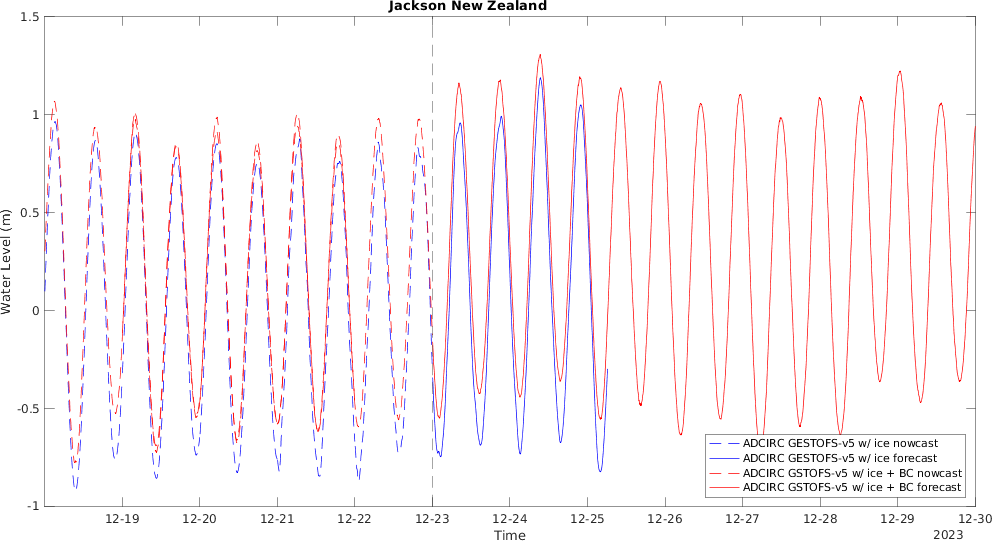 Jackson New Zealand
1.5
1
0.5
0
-0.5
-1
Water Level (m)
12-19
12-20
12-21
12-22
12-23
12-24
12-25
12-26
12-27
12-28
12-29
12-30
Time
2023
ADCIRC GESTOFS-v5 w/ ice nowcast
ADCIRC GESTOFS-v5 w/ ice forecast
ADCIRC GSTOFS-v5 w/ ice + BC nowcast
ADCIRC GSTOFS-v5 w/ ice + BC forecast